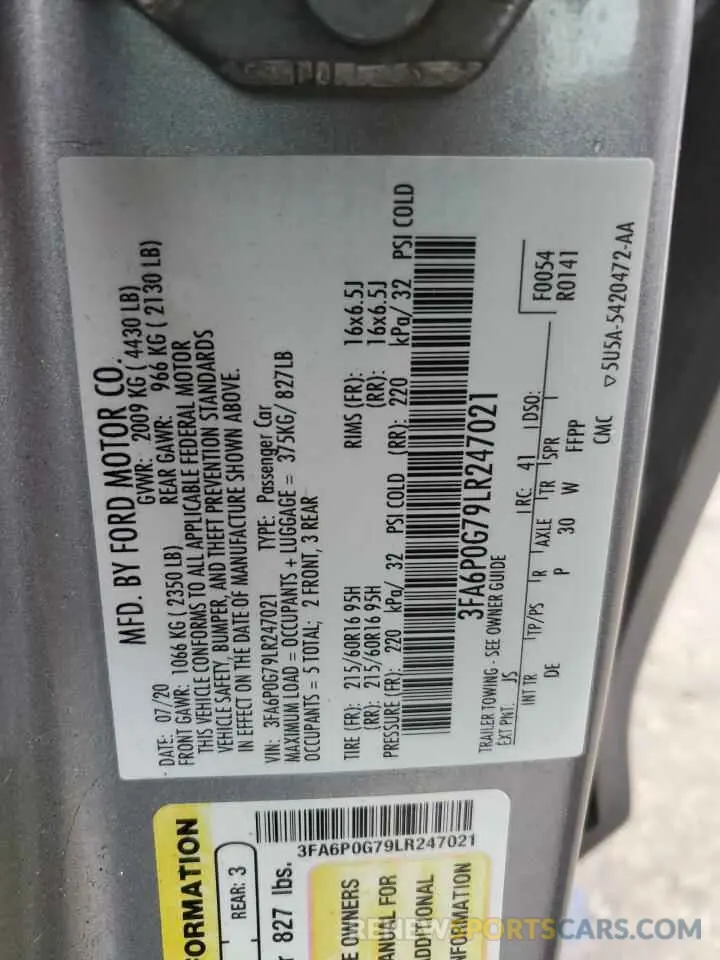 MFD. BY FORD MOTOR CO.
DATE: 07/20 GVWR: 2009 KG ( 4430 LB)
FRONT GAWR: 1066 KG ( 2350 LB) REAR GAWR: 966 KG ( 2130 LB)
THIS VEHICLE CONFORMS TO ALL APPLICABLE FEDERAL MOTOR
VEHICLE SAFETY, BUMPER, AND THEFT PREVENTION STANDARDS
IN EFFECT ON THE DATE OF MANUFACTURE SHOWN ABOVE.
VIN: 3FA6P0G79LR247021 TYPE: Passenger Car
MAXIMUM LOAD = OCCUPANTS + LUGGAGE = 375KG/ 827LB
OCCUPANTS = 5 TOTAL; 2 FRONT, 3 REAR
TIRE (FR): 215/60R16 95H RIMS (FR): 16x6.5J
(RR): 215/60R16 95H (RR): 16x6.5J
PRESSURE (FR): 220 kPa/ 32 PSI COLD (RR): 220 kPa/ 32 PSI COLD
3FA6P0G79LR247021
TRAILER TOWING - SEE OWNER GUIDE
EXT PNT: JS RC: 41 DSO:
F0054
R0141
INT TR TP/PS R AXLE TR SPR
DE P 30 W FFPP
CMC ▽5U5A-5420472-AA
3FA6P0G79LR247021
FORMATION
REAR: 3
827 lbs.
E OWNERS
ANUAL FOR
ADDITIONAL
NFORMATION
RENEWSPORTSCAR.COM